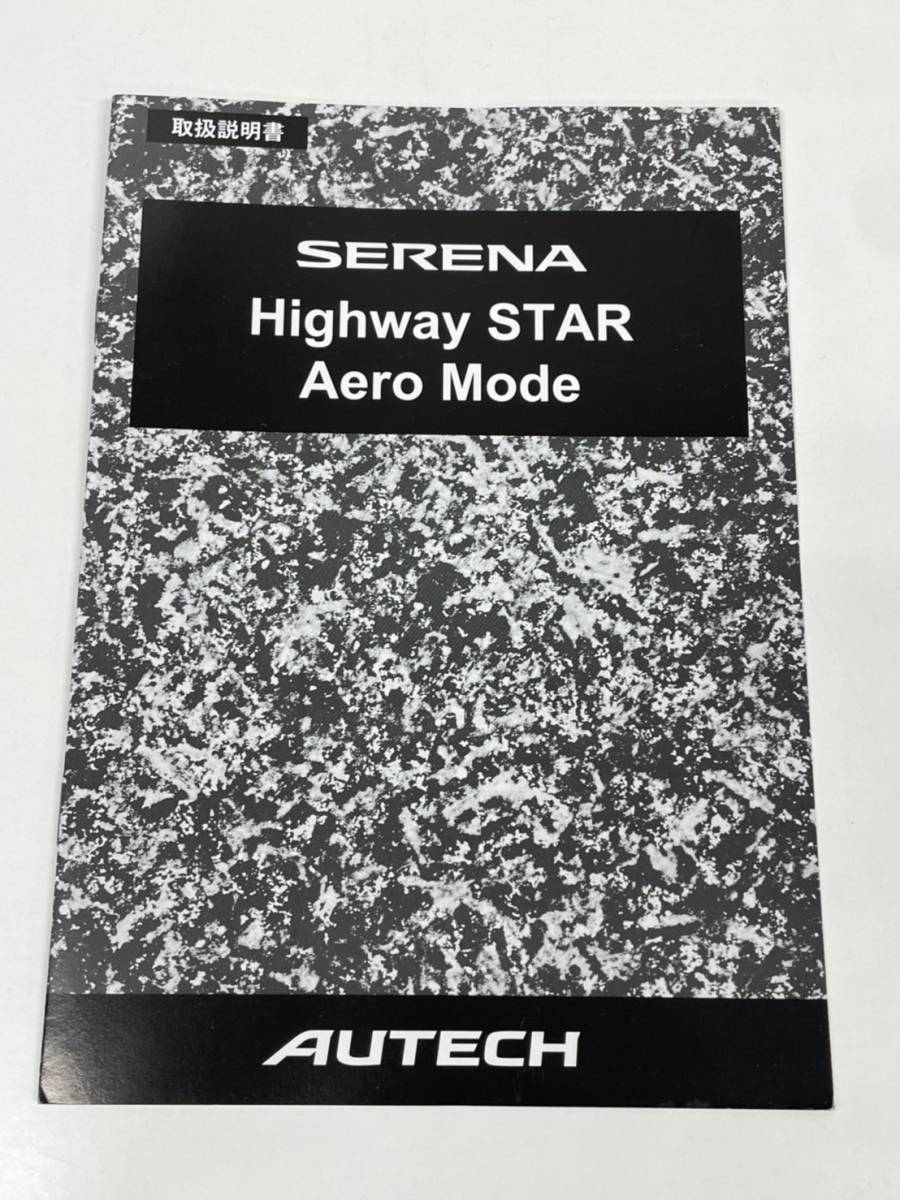 取扱説明書
SERENA
Highway STAR
Aero Mode
AUTECH